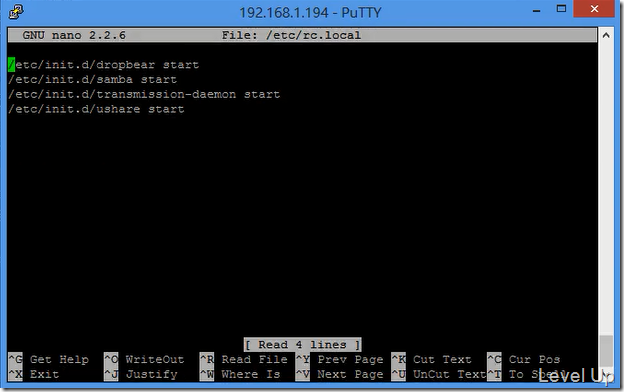 192.168.1.194 - PuTTY
GNU nano 2.2.6 File: /etc/rc.local
/etc/init.d/dropbear start
/etc/init.d/samba start
/etc/init.d/transmission-daemon start
/etc/init.d/ushare start
[ Read 4 lines ]
^G Get Help ^O WriteOut ^R Read File ^Y Prev Page ^K Cut Text ^C Cur Pos
^X Exit ^J Justify ^W Where Is ^V Next Page ^U UnCut Text ^T To Spell
Level Up